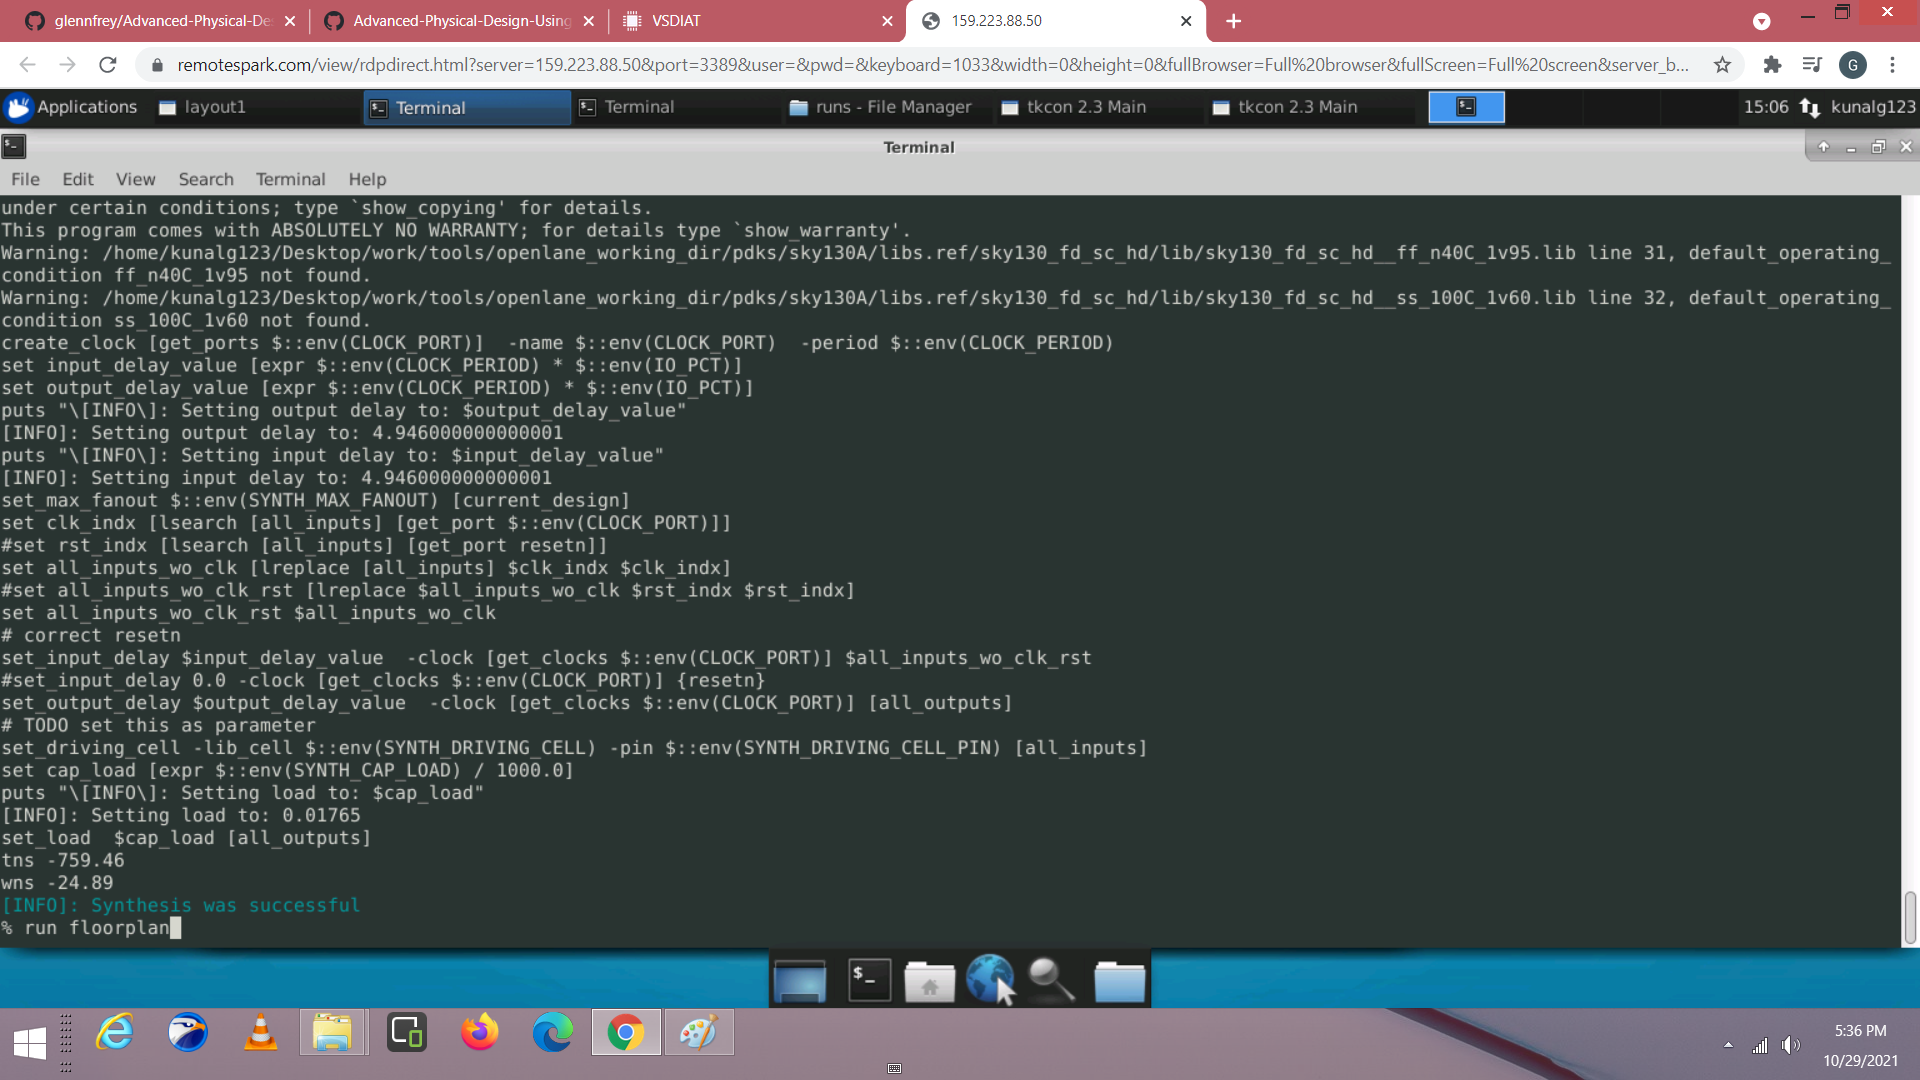 glennfrey/Advanced-Physical-De
Advanced-Physical-Design-Using
VSDIAT
159.223.88.50
remotespark.com/view/rdpdirect.html?server=159.223.88.50&port=3389&user=&pwd=&keyboard=1033&width=0&height=0&fullBrowser=Full%20browser&fullScreen=Full%20screen&server_b...
G
Applications
layout1
Terminal
Terminal
runs - File Manager
tkcon 2.3 Main
tkcon 2.3 Main
15:06
kunalg123
Terminal
File Edit View Search Terminal Help
under certain conditions; type `show_copying' for details.
This program comes with ABSOLUTELY NO WARRANTY; for details type `show_warranty'.
Warning: /home/kunalg123/Desktop/work/tools/openlane_working_dir/pdks/sky130A/libs.ref/sky130_fd_sc_hd/lib/sky130_fd_sc_hd__ff_n40C_1v95.lib line 31, default_operating_
condition ff_n40C_1v95 not found.
Warning: /home/kunalg123/Desktop/work/tools/openlane_working_dir/pdks/sky130A/libs.ref/sky130_fd_sc_hd/lib/sky130_fd_sc_hd__ss_100C_1v60.lib line 32, default_operating_
condition ss_100C_1v60 not found.
create_clock [get_ports $::env(CLOCK_PORT)]  -name $::env(CLOCK_PORT)  -period $::env(CLOCK_PERIOD)
set input_delay_value [expr $::env(CLOCK_PERIOD) * $::env(IO_PCT)]
set output_delay_value [expr $::env(CLOCK_PERIOD) * $::env(IO_PCT)]
puts "\[INFO\]: Setting output delay to: $output_delay_value"
[INFO]: Setting output delay to: 4.946000000000001
puts "\[INFO\]: Setting input delay to: $input_delay_value"
[INFO]: Setting input delay to: 4.946000000000001
set_max_fanout $::env(SYNTH_MAX_FANOUT) [current_design]
set clk_indx [lsearch [all_inputs] [get_port $::env(CLOCK_PORT)]]
#set rst_indx [lsearch [all_inputs] [get_port resetn]]
set all_inputs_wo_clk [lreplace [all_inputs] $clk_indx $clk_indx]
#set all_inputs_wo_clk_rst [lreplace $all_inputs_wo_clk $rst_indx $rst_indx]
set all_inputs_wo_clk_rst $all_inputs_wo_clk
# correct resetn
set_input_delay $input_delay_value  -clock [get_clocks $::env(CLOCK_PORT)] $all_inputs_wo_clk_rst
#set_input_delay 0.0 -clock [get_clocks $::env(CLOCK_PORT)] {resetn}
set_output_delay $output_delay_value  -clock [get_clocks $::env(CLOCK_PORT)] [all_outputs]
# TODO set this as parameter
set_driving_cell -lib_cell $::env(SYNTH_DRIVING_CELL) -pin $::env(SYNTH_DRIVING_CELL_PIN) [all_inputs]
set cap_load [expr $::env(SYNTH_CAP_LOAD) / 1000.0]
puts "\[INFO\]: Setting load to: $cap_load"
[INFO]: Setting load to: 0.01765
set_load  $cap_load [all_outputs]
tns -759.46
wns -24.89
[INFO]: Synthesis was successful
% run floorplan
5:36 PM
10/29/2021